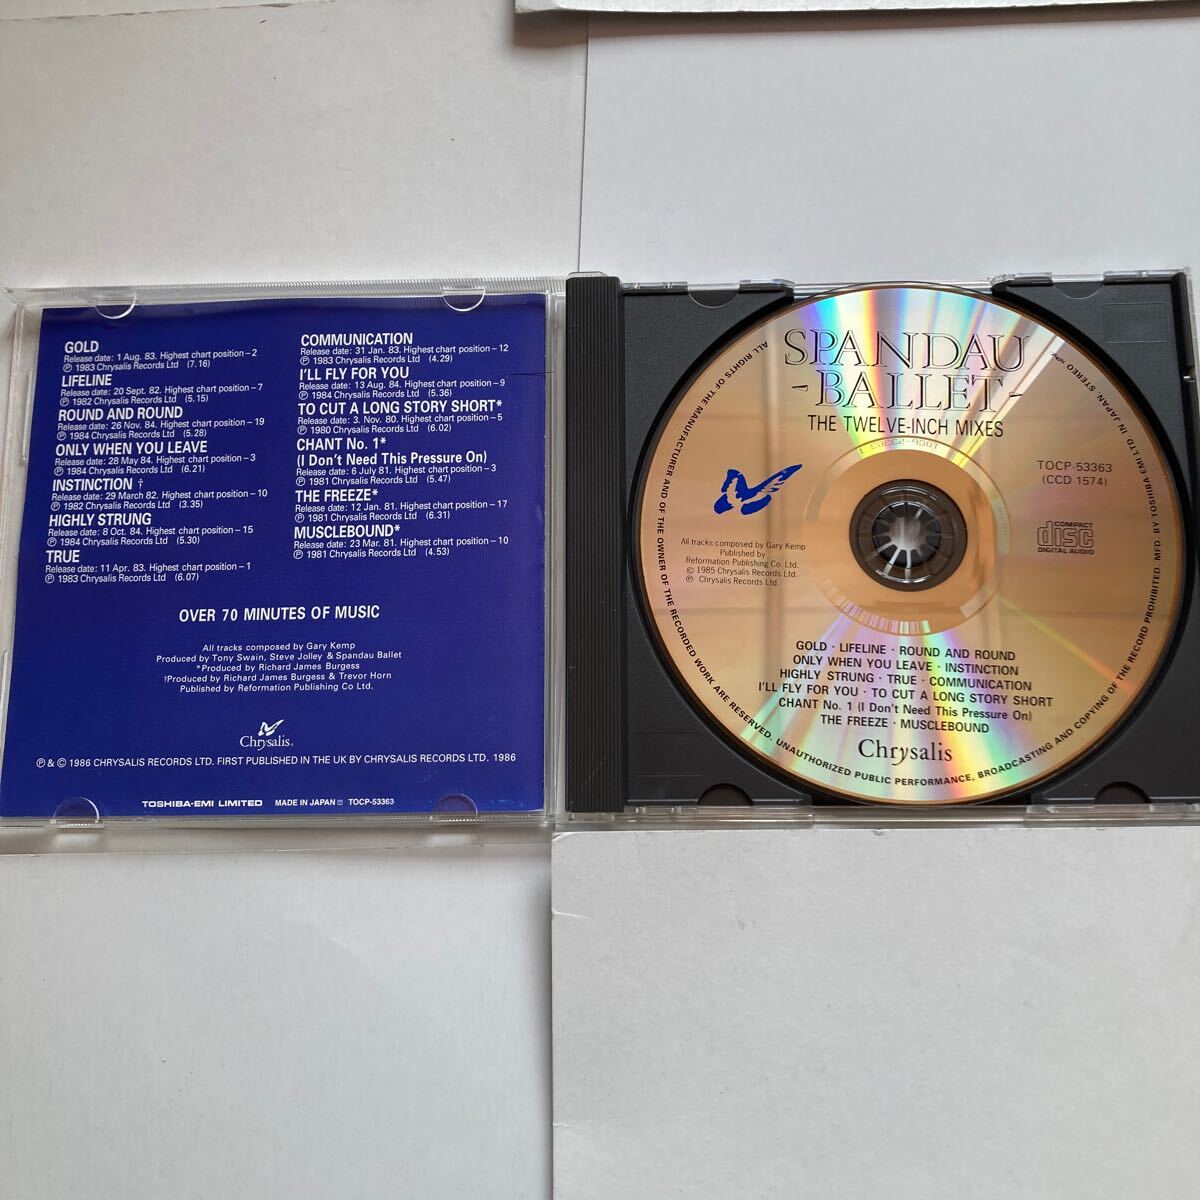 GOLD
Release date: 1 Aug. 83. Highest chart position–2
℗ 1983 Chrysalis Records Ltd (7.16)
LIFELINE
Release date: 20 Sept. 82. Highest chart position–7
℗ 1982 Chrysalis Records Ltd ( 5.15)
ROUND AND ROUND
Release date: 26 Nov. 84. Highest chart position –19
℗ 1984 Chrysalis Records Ltd (5.28)
ONLY WHEN YOU LEAVE
Release date: 28 May 84. Highest chart position–3
℗ 1984 Chrysalis Records Ltd (6.21)
INSTINCTION †
Release date: 29 March 82. Highest chart position –10
℗ 1982 Chrysalis Records Ltd (3.35)
HIGHLY STRUNG
Release date: 8 Oct. 84. Highest chart position–15
℗ 1984 Chrysalis Records Ltd (5.30)
TRUE
Release date: 11 Apr. 83. Highest chart position–1
℗ 1983 Chrysalis Records Ltd (6.07)
COMMUNICATION
Release date: 31 Jan. 83. Highest chart position–12
℗ 1983 Chrysalis Records Ltd (4.29)
I'LL FLY FOR YOU
Release date: 13 Aug. 84. Highest chart position–9
℗ 1984 Chrysalis Records Ltd (5.36)
TO CUT A LONG STORY SHORT*
Release date: 3. Nov. 80. Highest chart position–5
℗ 1980 Chrysalis Records Ltd (6.02)
CHANT No. 1*
(I Don't Need This Pressure On)
Release date: 6 July 81. Highest chart position–3
℗ 1981 Chrysalis Records Ltd (5.47)
THE FREEZE*
Release date: 12 Jan. 81. Highest chart position–17
℗ 1981 Chrysalis Records Ltd (6.31)
MUSCLEBOUND*
Release date: 23 Mar. 81. Highest chart position–10
℗ 1981 Chrysalis Records Ltd (4.53)
OVER 70 MINUTES OF MUSIC
All tracks composed by Gary Kemp
Produced by Tony Swain, Steve Jolley & Spandau Ballet
*Produced by Richard James Burgess
†Produced by Richard James Burgess & Trevor Horn
Published by Reformation Publishing Co Ltd.
Chrysalis®
℗ & © 1986 CHRYSALIS RECORDS LTD. FIRST PUBLISHED IN THE UK BY CHRYSALIS RECORDS LTD. 1986
TOSHIBA-EMI LIMITED MADE IN JAPAN TOCP-53363
SPANDAU
- BALLET -
THE TWELVE-INCH MIXES
TOCP-53363 1
TOCP-53363
(CCD 1574)
COMPACT
disc
DIGITAL AUDIO
STEREO
All tracks composed by Gary Kemp
Published by
Reformation Publishing Co. Ltd.
© 1985 Chrysalis Records Ltd.
℗ Chrysalis Records Ltd.
GOLD · LIFELINE · ROUND AND ROUND
ONLY WHEN YOU LEAVE · INSTINCTION
HIGHLY STRUNG · TRUE · COMMUNICATION
I'LL FLY FOR YOU · TO CUT A LONG STORY SHORT
CHANT No. 1 (I Don't Need This Pressure On)
THE FREEZE · MUSCLEBOUND
Chrysalis
ALL RIGHTS OF THE MANUFACTURER AND OF THE OWNER OF THE RECORDED WORK ARE RESERVED. UNAUTHORIZED PUBLIC PERFORMANCE, BROADCASTING AND COPYING OF THE RECORD PROHIBITED. MFD. BY TOSHIBA EMI LTD. IN JAPAN